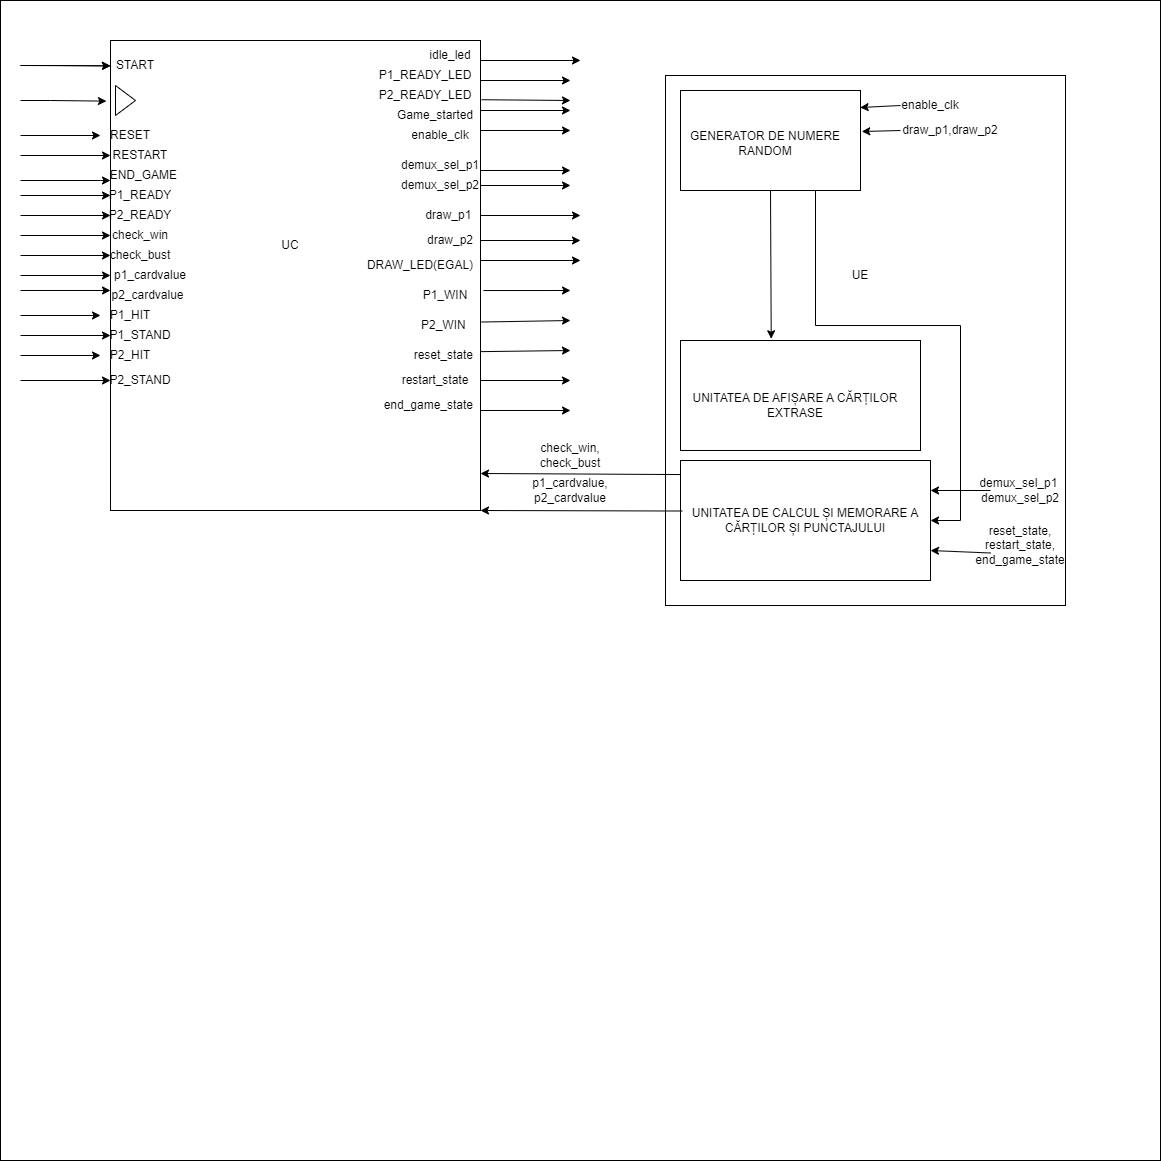 START
RESET
RESTART
END_GAME
P1_READY
P2_READY
check_win
check_bust
p1_cardvalue
p2_cardvalue
P1_HIT
P1_STAND
P2_HIT
P2_STAND
UC
idle_led
P1_READY_LED
P2_READY_LED
Game_started
enable_clk
demux_sel_p1
demux_sel_p2
draw_p1
draw_p2
DRAW_LED(EGAL)
P1_WIN
P2_WIN
reset_state
restart_state
end_game_state
check_win,
check_bust
p1_cardvalue,
p2_cardvalue
GENERATOR DE NUMERE
RANDOM
enable_clk
draw_p1,draw_p2
UE
UNITATEA DE AFIȘARE A CĂRȚILOR
EXTRASE
UNITATEA DE CALCUL ȘI MEMORARE A
CĂRȚILOR ȘI PUNCTAJULUI
demux_sel_p1
demux_sel_p2
reset_state,
restart_state,
end_game_state